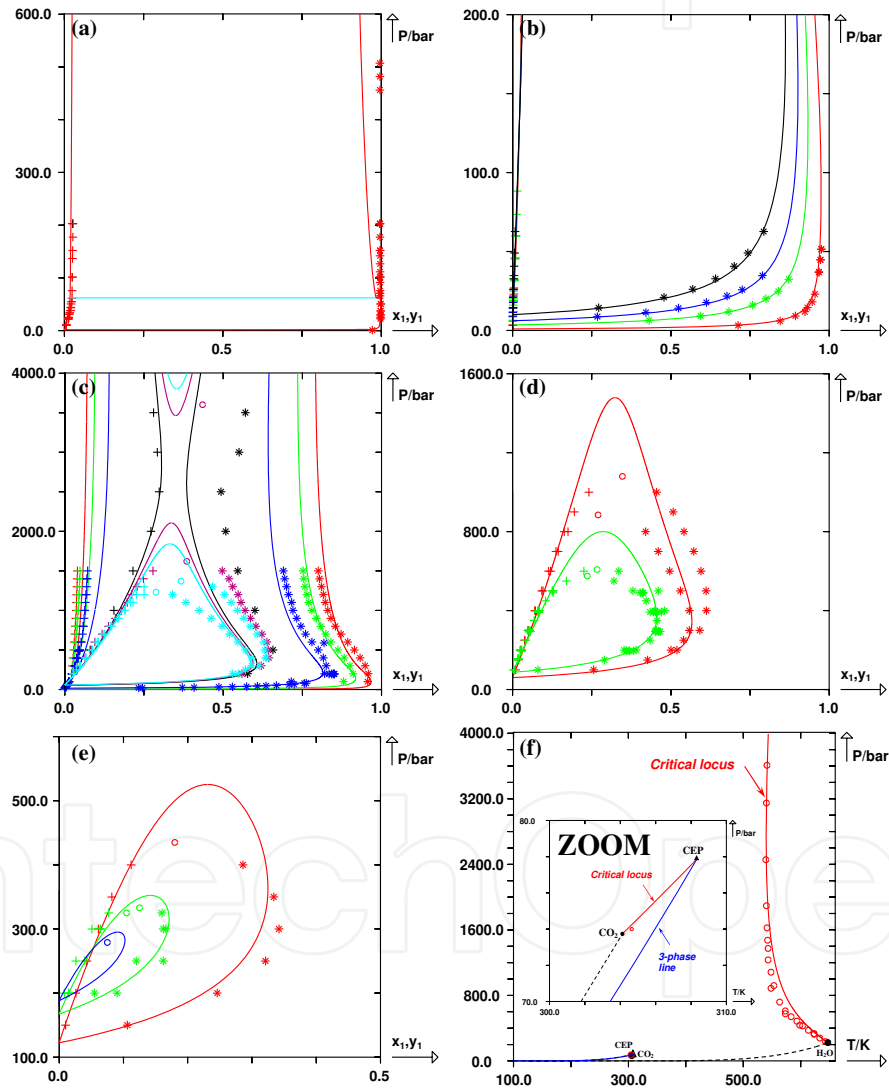 (a)
600.0
P/bar
300.0
0.0
0.0
0.5
1.0
x1,y1
(b)
200.0
P/bar
100.0
0.0
0.0
0.5
1.0
x1,y1
(c)
4000.0
P/bar
2000.0
0.0
0.0
0.5
1.0
x1,y1
(d)
1600.0
P/bar
800.0
0.0
0.0
0.5
1.0
x1,y1
(e)
P/bar
500.0
300.0
100.0
0.0
0.5
x1,y1
(f)
4000.0
P/bar
Critical locus
3200.0
2400.0
1600.0
800.0
0.0
100.0
300.0
500.0
T/K
H2O
CEP
CO2
80.0
P/bar
ZOOM
CEP
Critical locus
CO2
3-phase
line
70.0
300.0
310.0
T/K
IntechOpen